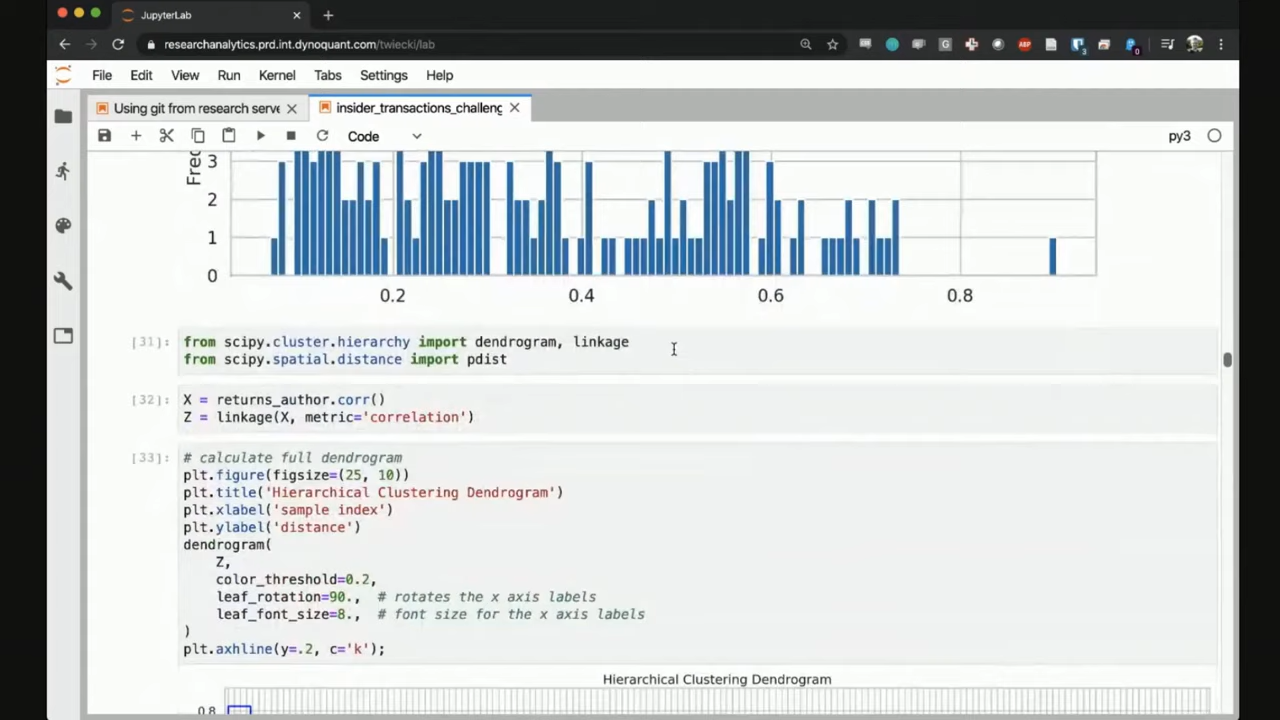 JupyterLab
researchanalytics.prd.int.dynoquant.com/twiecki/lab
File Edit View Run Kernel Tabs Settings Help
Using git from research serve
insider_transactions_challeng
Code
py3
Freq
3
2
1
0
0.2 0.4 0.6 0.8
[31]: from scipy.cluster.hierarchy import dendrogram, linkage
from scipy.spatial.distance import pdist
[32]: X = returns_author.corr()
Z = linkage(X, metric='correlation')
[33]: # calculate full dendrogram
plt.figure(figsize=(25, 10))
plt.title('Hierarchical Clustering Dendrogram')
plt.xlabel('sample index')
plt.ylabel('distance')
dendrogram(
Z,
color_threshold=0.2,
leaf_rotation=90., # rotates the x axis labels
leaf_font_size=8., # font size for the x axis labels
)
plt.axhline(y=.2, c='k');
Hierarchical Clustering Dendrogram
0.8